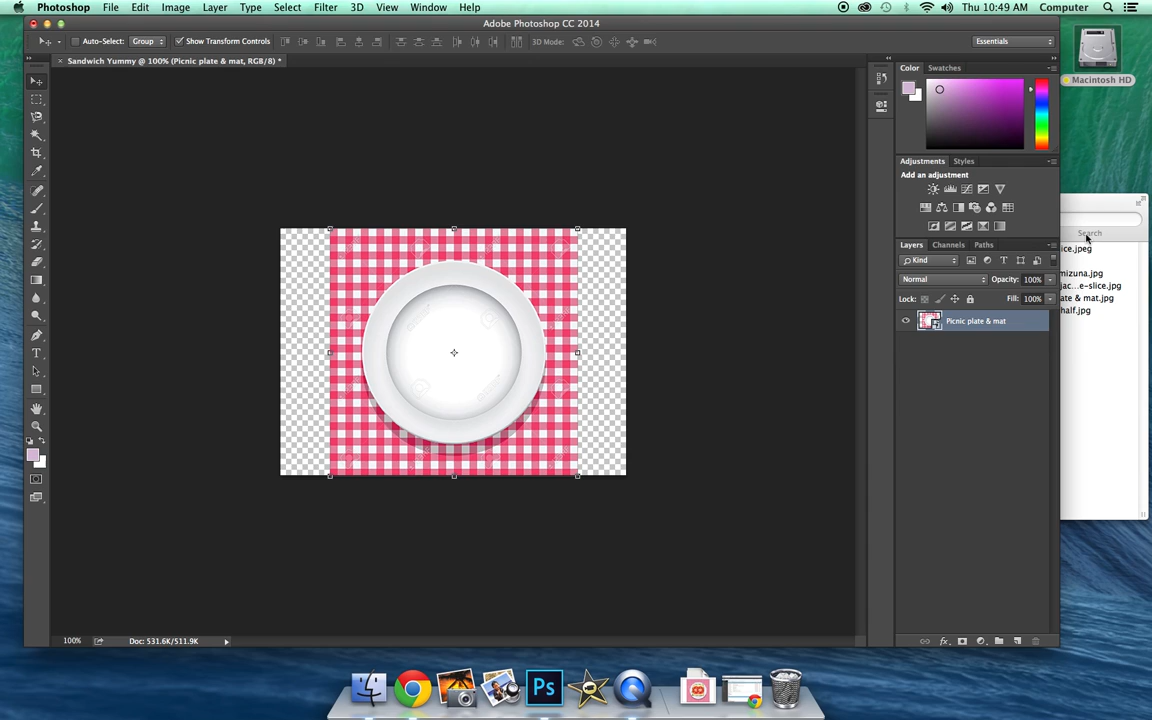 Photoshop File Edit Image Layer Type Select Filter 3D View Window Help Thu 10:49 AM Computer
Adobe Photoshop CC 2014
Auto-Select: Group Show Transform Controls 3D Mode: Essentials
Sandwich Yummy @ 100% (Picnic plate & mat, RGB/8) *
Color Swatches
Macintosh HD
Adjustments Styles
Add an adjustment
Search
Layers Channels Paths
ice.jpeg
Kind
mizuna.jpg
Normal Opacity: 100%
jac...e-slice.jpg
Lock: Fill: 100%
ate & mat.jpg
half.jpg
Picnic plate & mat
100% Doc: 531.6K/511.9K
fx
Ps